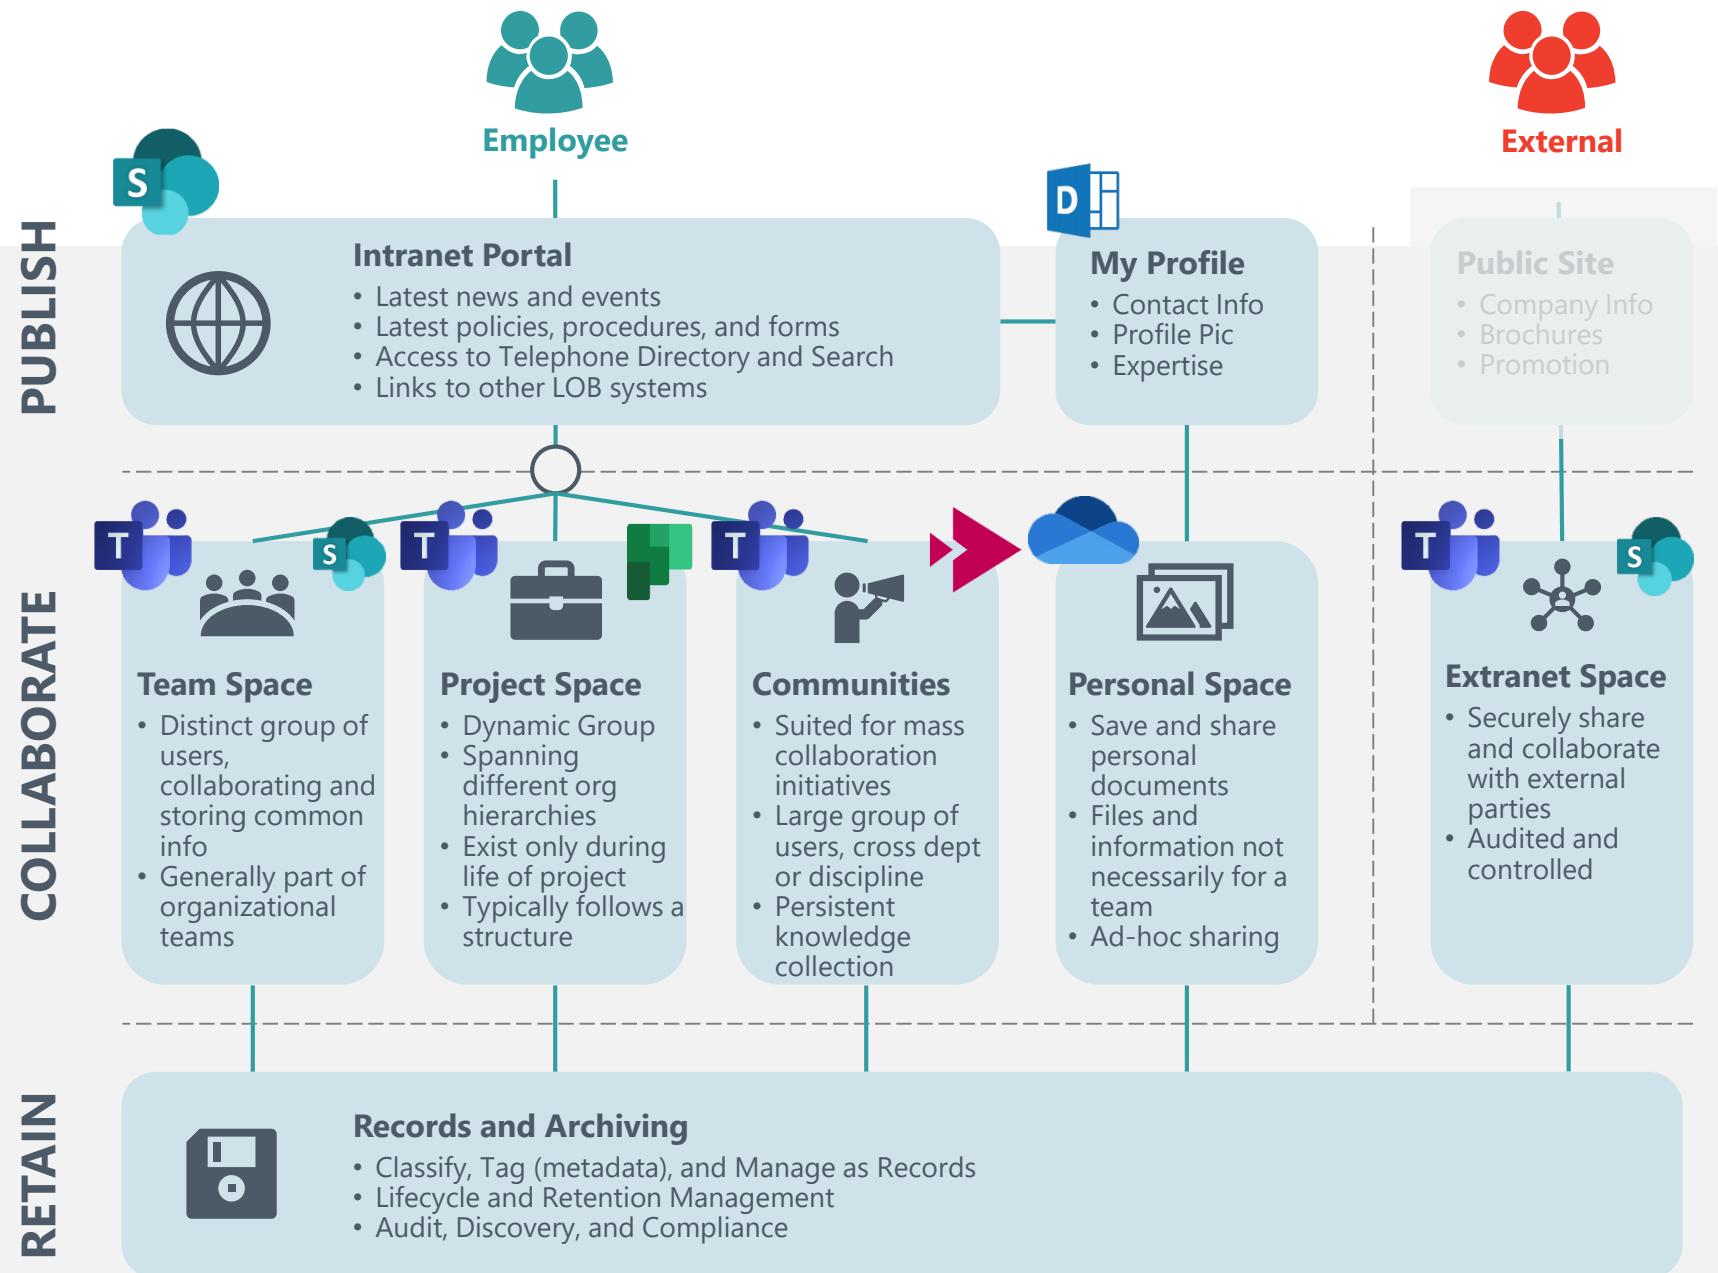 Employee
External
S
D
PUBLISH
Intranet Portal
• Latest news and events
• Latest policies, procedures, and forms
• Access to Telephone Directory and Search
• Links to other LOB systems
My Profile
• Contact Info
• Profile Pic
• Expertise
Public Site
• Company Info
• Brochures
• Promotion
COLLABORATE
T
S
Team Space
• Distinct group of
users,
collaborating and
storing common
info
• Generally part of
organizational
teams
T
Project Space
• Dynamic Group
• Spanning
different org
hierarchies
• Exist only during
life of project
• Typically follows a
structure
T
Communities
• Suited for mass
collaboration
initiatives
• Large group of
users, cross dept
or discipline
• Persistent
knowledge
collection
Personal Space
• Save and share
personal
documents
• Files and
information not
necessarily for a
team
• Ad-hoc sharing
T
S
Extranet Space
• Securely share
and collaborate
with external
parties
• Audited and
controlled
RETAIN
Records and Archiving
• Classify, Tag (metadata), and Manage as Records
• Lifecycle and Retention Management
• Audit, Discovery, and Compliance